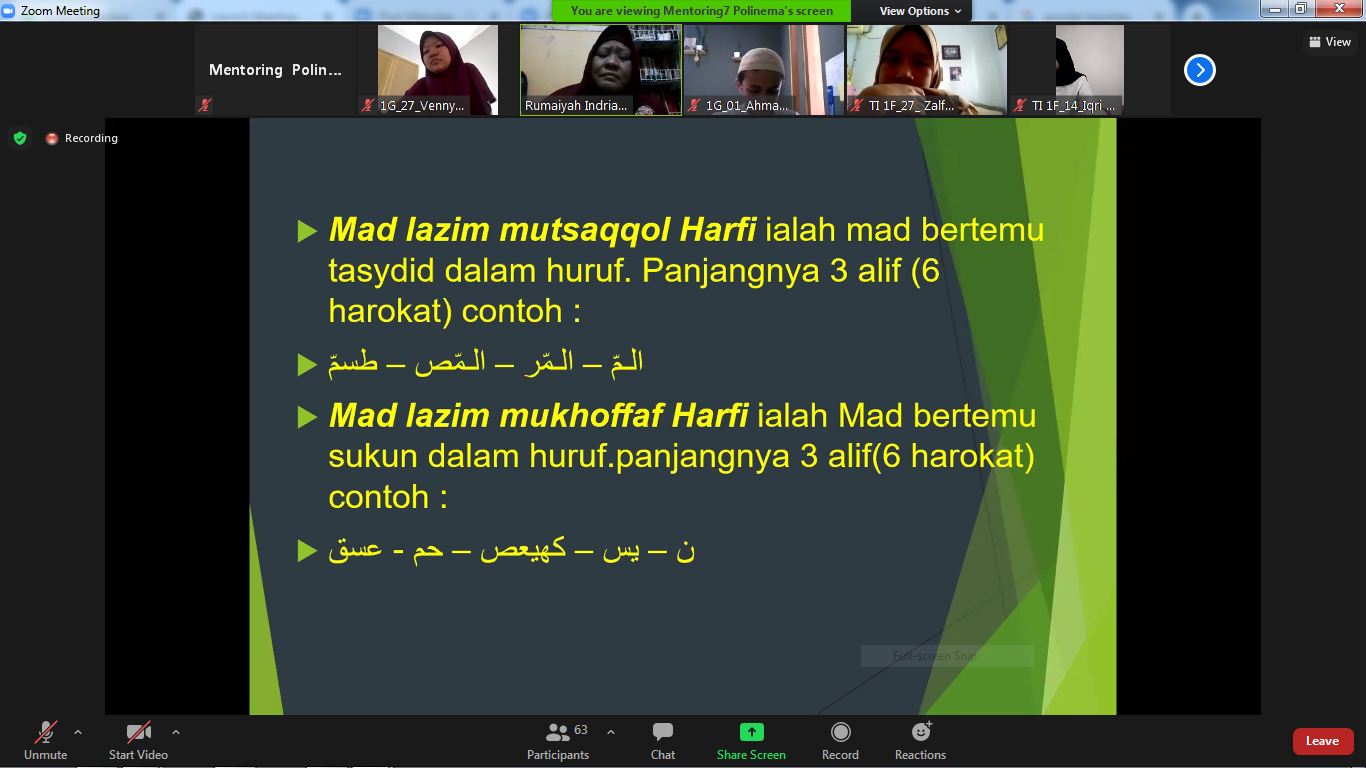 Zoom Meeting
You are viewing Mentoring7 Polinema's screen
View Options
Mentoring Polin...
1G_27_Venny...
Rumaiyah Indria...
1G_01_Ahma...
TI 1F_27_ Zalf...
TI 1F_14_Iqri ...
View
Recording
Mad lazim mutsaqqol Harfi ialah mad bertemu
tasydid dalam huruf. Panjangnya 3 alif (6
harokat) contoh :
الـمّ – الـمّر – الـمّص – طسمّ
Mad lazim mukhoffaf Harfi ialah Mad bertemu
sukun dalam huruf.panjangnya 3 alif(6 harokat)
contoh :
ن – يس – كهيعص – حم - عسق
Full-screen Snip
Unmute
Start Video
63
Participants
Chat
Share Screen
Record
Reactions
Leave